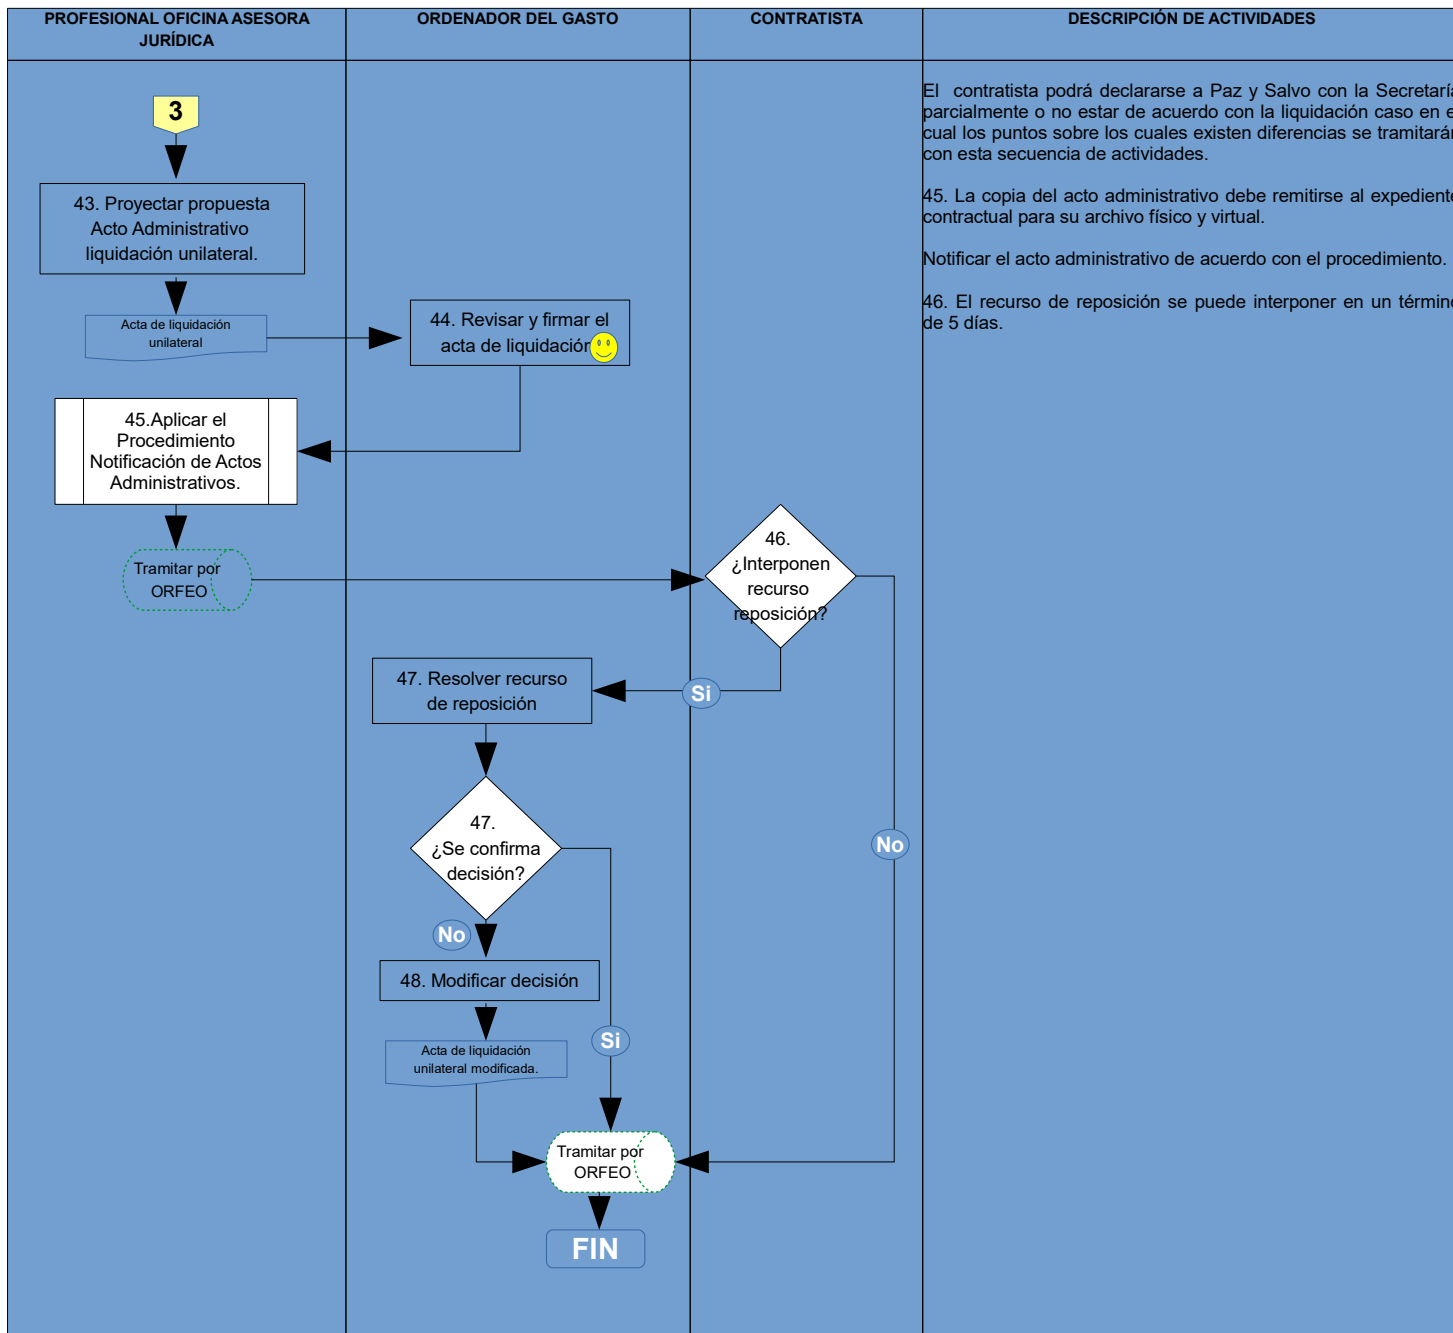 PROFESIONAL OFICINA ASESORA
JURÍDICA
ORDENADOR DEL GASTO
CONTRATISTA
DESCRIPCIÓN DE ACTIVIDADES
3
43. Proyectar propuesta
Acto Administrativo
liquidación unilateral.
Acta de liquidación
unilateral
44. Revisar y firmar el
acta de liquidación
45.Aplicar el
Procedimiento
Notificación de Actos
Administrativos.
Tramitar por
ORFEO
46.
¿Interponen
recurso
reposición?
Si
No
47. Resolver recurso
de reposición
47.
¿Se confirma
decisión?
No
Si
48. Modificar decisión
Acta de liquidación
unilateral modificada.
Tramitar por
ORFEO
FIN
El contratista podrá declararse a Paz y Salvo con la Secretaría
parcialmente o no estar de acuerdo con la liquidación caso en el
cual los puntos sobre los cuales existen diferencias se tramitarán
con esta secuencia de actividades.
45. La copia del acto administrativo debe remitirse al expediente
contractual para su archivo físico y virtual.
Notificar el acto administrativo de acuerdo con el procedimiento.
46. El recurso de reposición se puede interponer en un término
de 5 días.